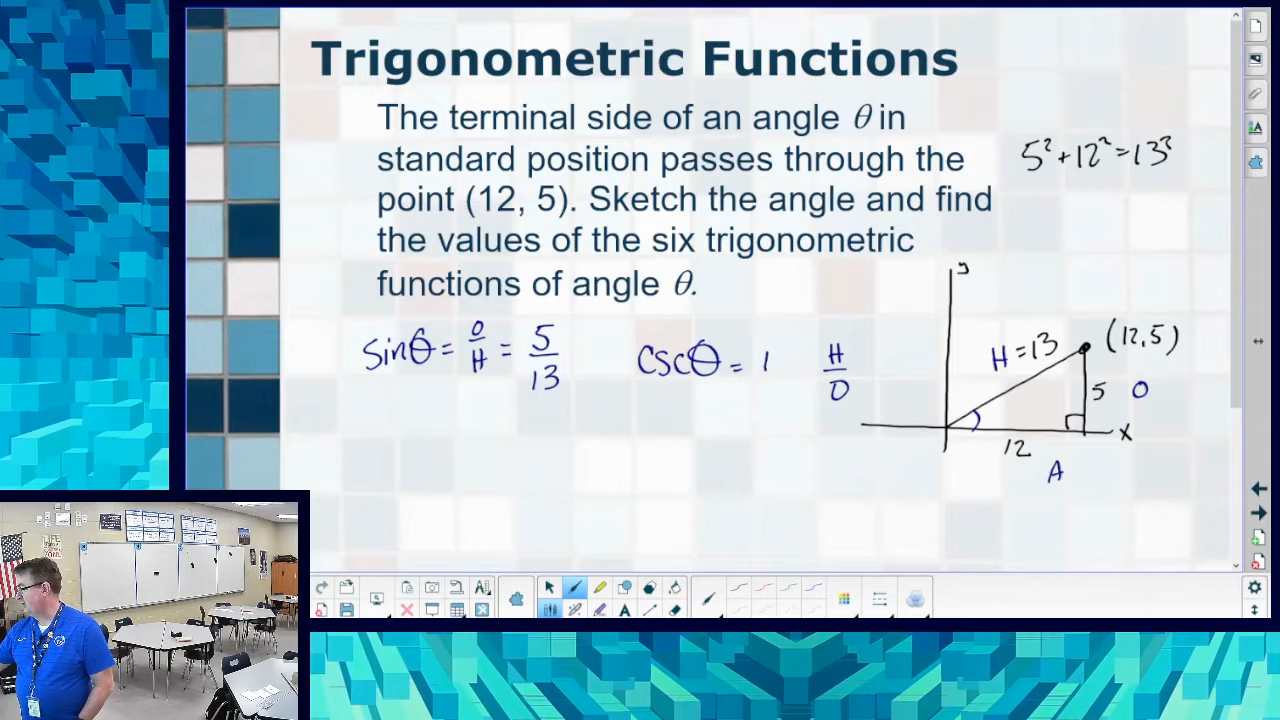 Trigonometric Functions
The terminal side of an angle θ in
standard position passes through the
point (12, 5). Sketch the angle and find
the values of the six trigonometric
functions of angle θ.
5² + 12² = 13²
y
(12,5)
H = 13
5 O
x
12
A
sinθ = O/H = 5/13
cscθ = 1 H/O